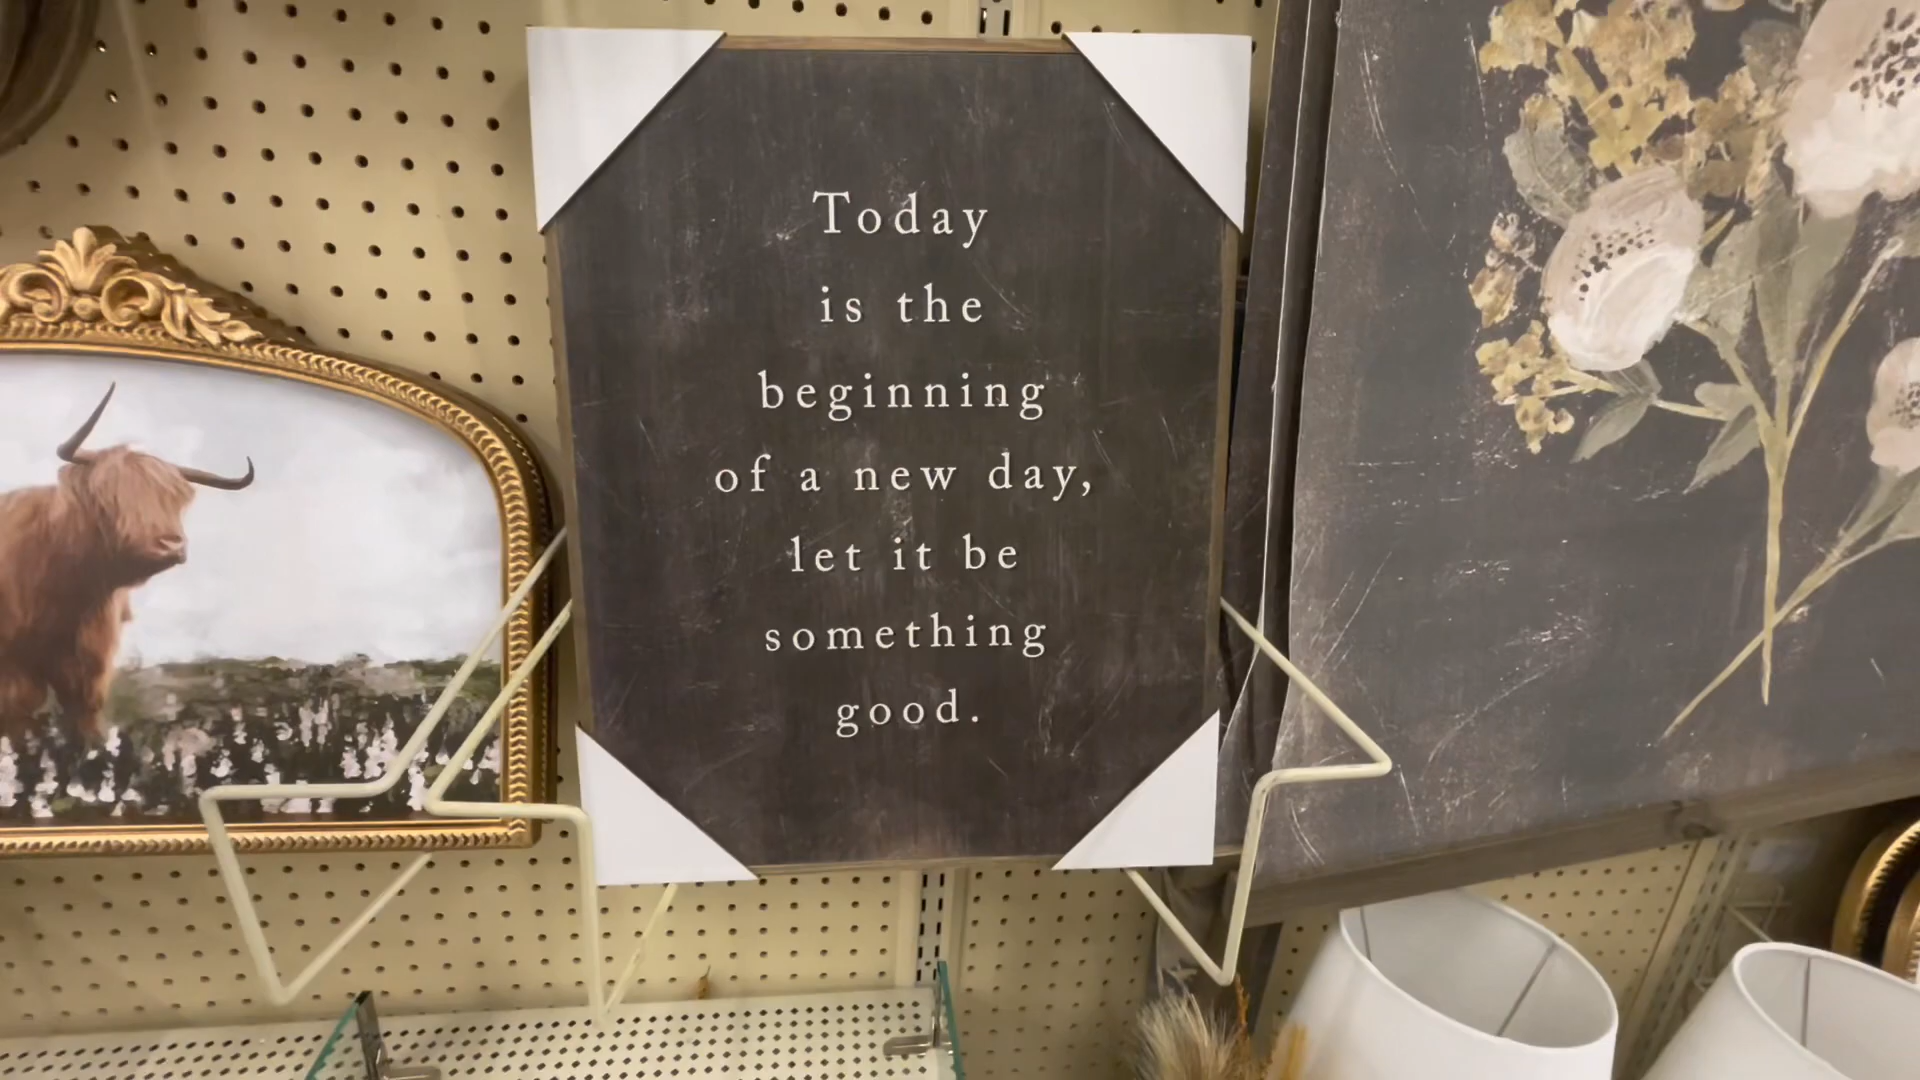 Today
is the
beginning
of a new day,
let it be
something
good.